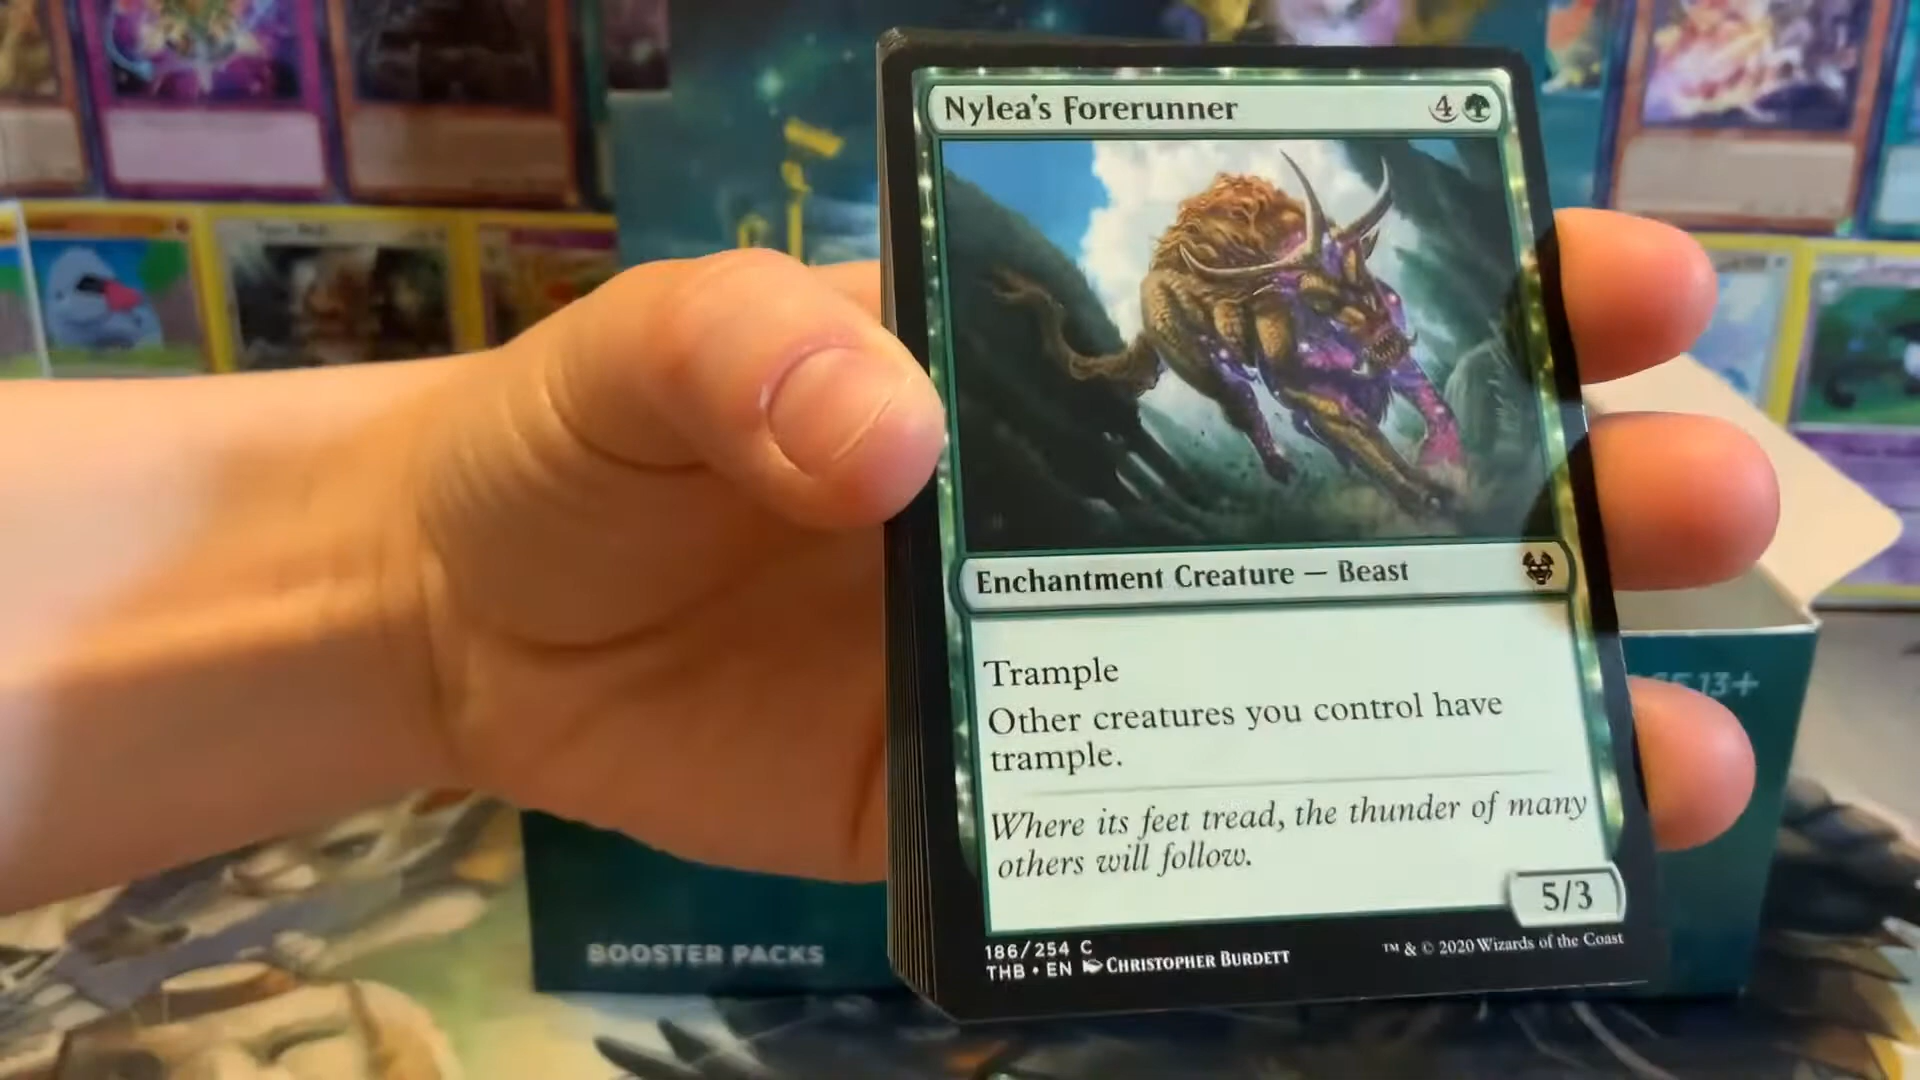 Nylea's Forerunner 4
Enchantment Creature — Beast
Trample
Other creatures you control have
trample.
Where its feet tread, the thunder of many
others will follow.
5/3
186/254 C
THB • EN Christopher Burdett
™ & © 2020 Wizards of the Coast
BOOSTER PACKS
13+